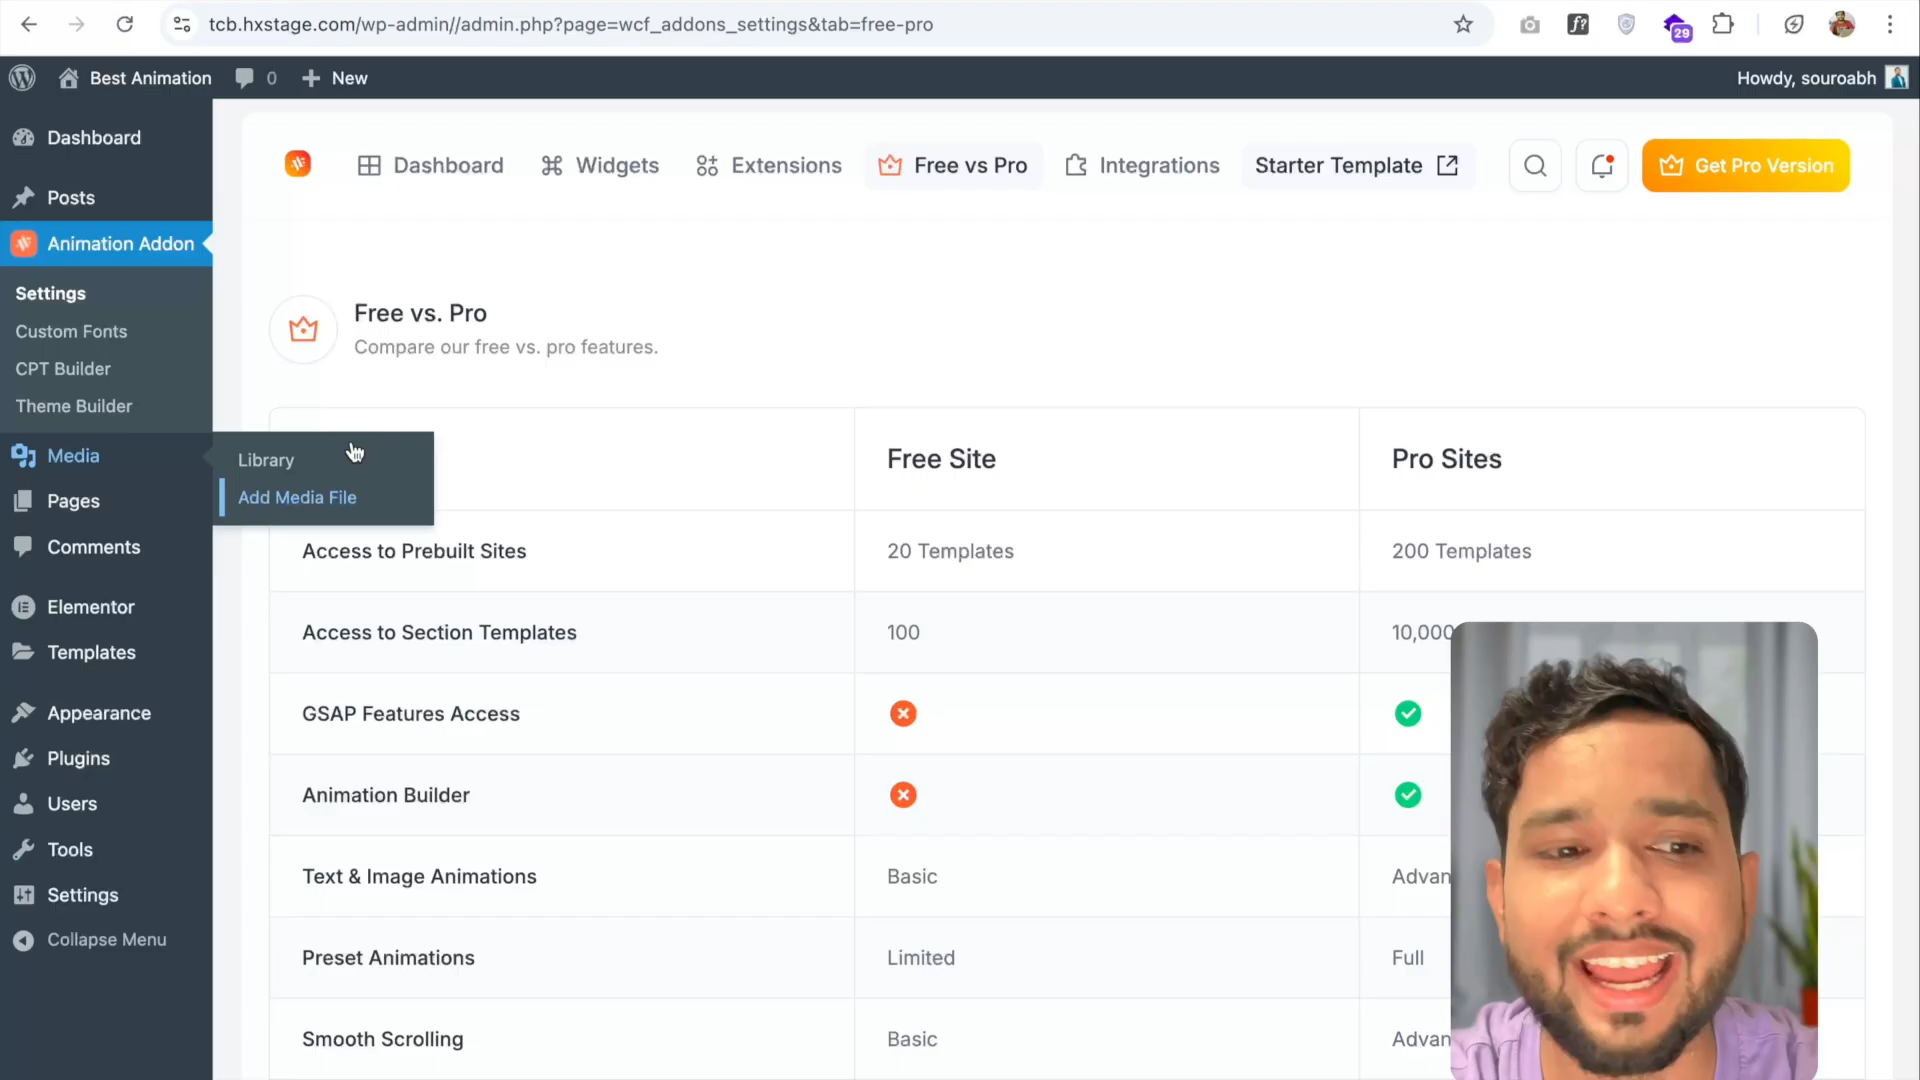 tcb.hxstage.com/wp-admin//admin.php?page=wcf_addons_settings&tab=free-pro
29
Best Animation
0
New
Howdy, souroabh
Dashboard
Posts
Animation Addon
Settings
Custom Fonts
CPT Builder
Theme Builder
Media
Library
Add Media File
Pages
Comments
Elementor
Templates
Appearance
Plugins
Users
Tools
Settings
Collapse Menu
Dashboard
Widgets
Extensions
Free vs Pro
Integrations
Starter Template
Get Pro Version
Free vs. Pro
Compare our free vs. pro features.
Free Site
Pro Sites
Access to Prebuilt Sites
20 Templates
200 Templates
Access to Section Templates
100
10,000
GSAP Features Access
Animation Builder
Text & Image Animations
Basic
Advan
Preset Animations
Limited
Full
Smooth Scrolling
Basic
Advan